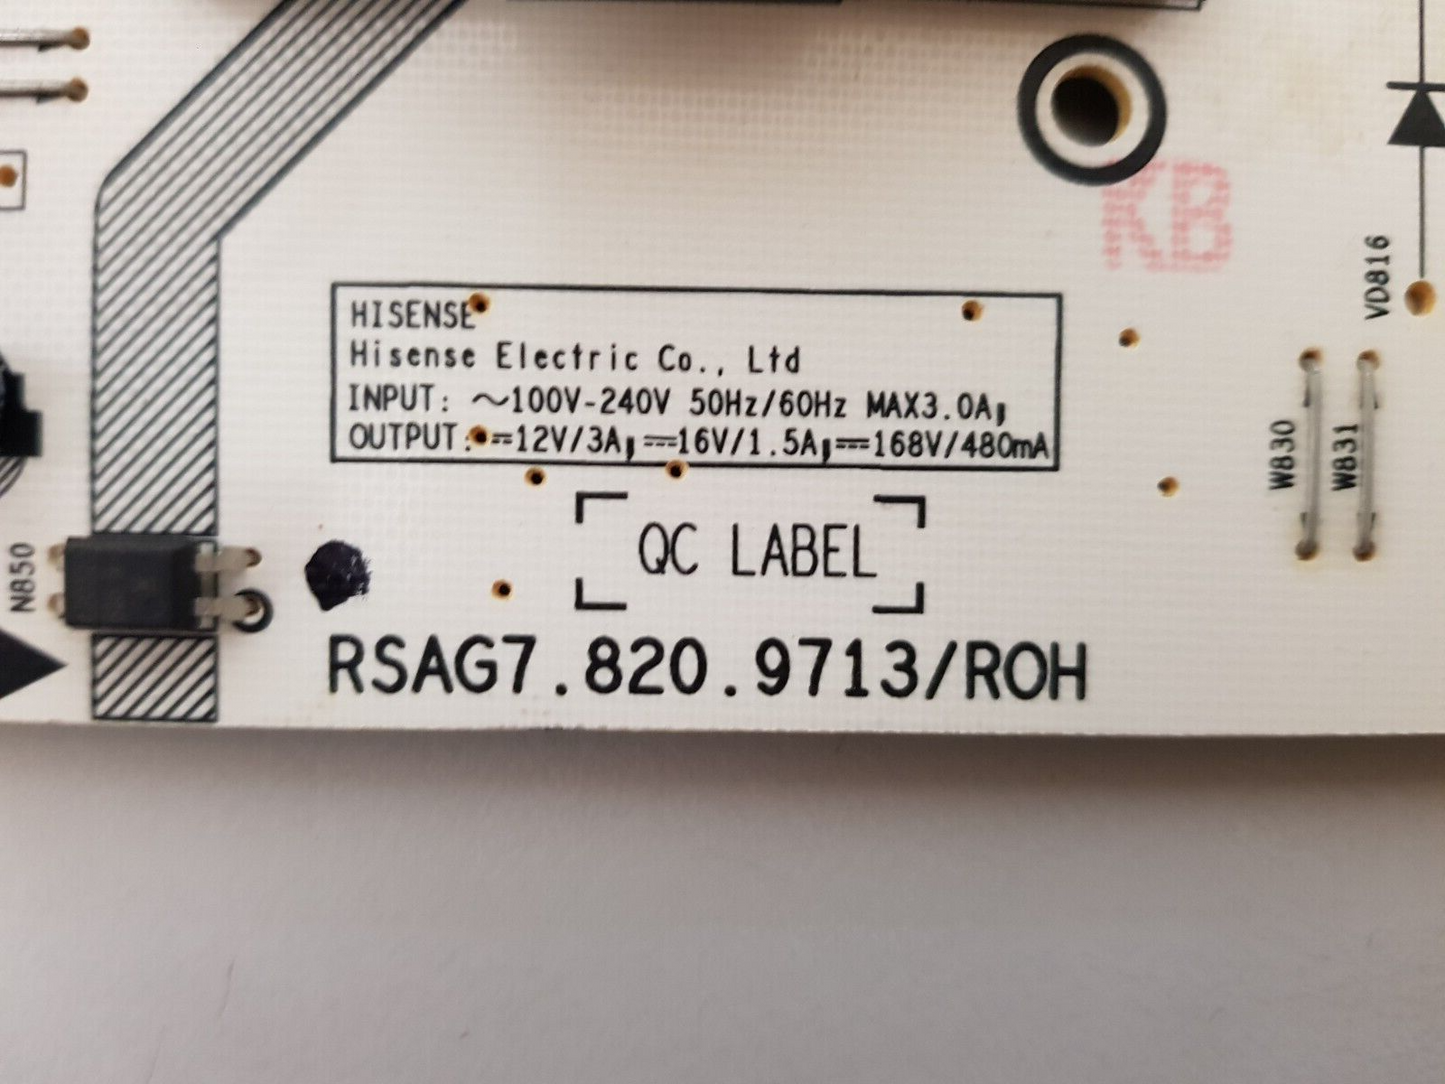 KB
VD816
HISENSE
Hisense Electric Co., Ltd
INPUT: ~100V-240V 50Hz/60Hz MAX3.0A;
OUTPUT: ⎓12V/3A; ⎓16V/1.5A; ⎓168V/480mA
W830
W831
QC LABEL
N850
RSAG7.820.9713/ROH